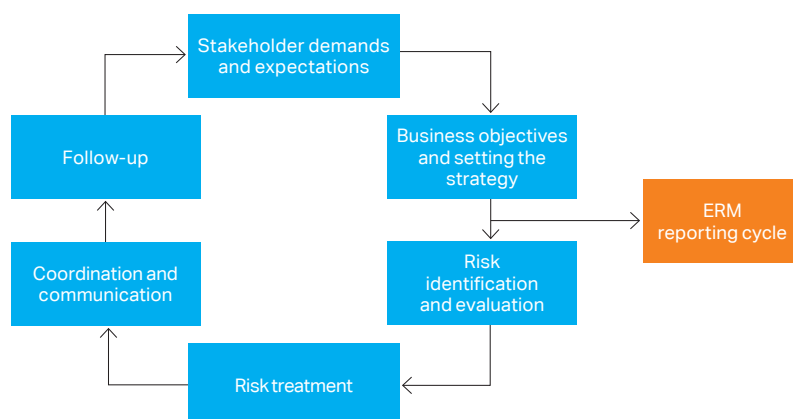 Stakeholder demands
and expectations
Business objectives
and setting the
strategy
ERM
reporting cycle
Risk
identification
and evaluation
Risk treatment
Coordination and
communication
Follow-up